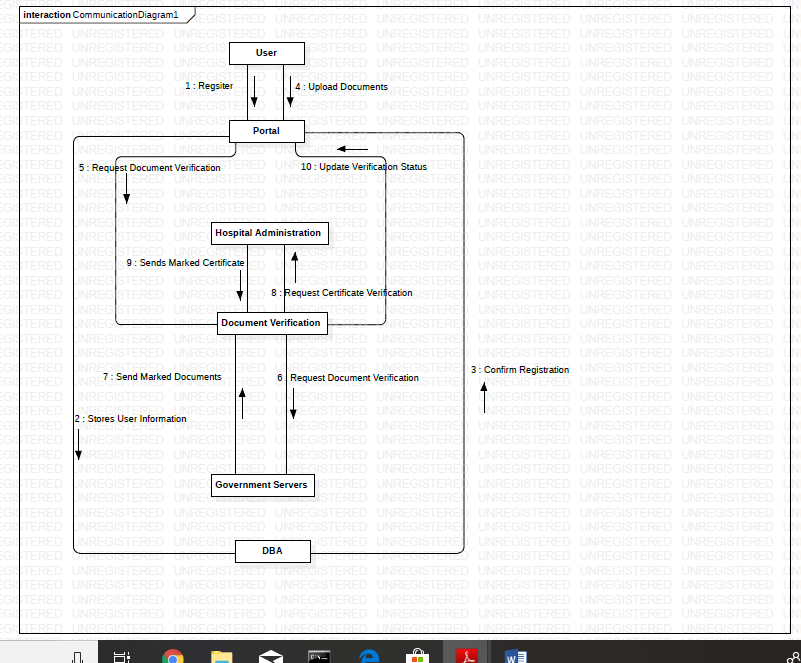 interaction CommunicationDiagram1
User
1 : Regsiter
4 : Upload Documents
Portal
5 : Request Document Verification
10 : Update Verification Status
Hospital Administration
9 : Sends Marked Certificate
8 : Request Certificate Verification
Document Verification
3 : Confirm Registration
7 : Send Marked Documents
6 : Request Document Verification
2 : Stores User Information
Government Servers
DBA
UNREGISTERED